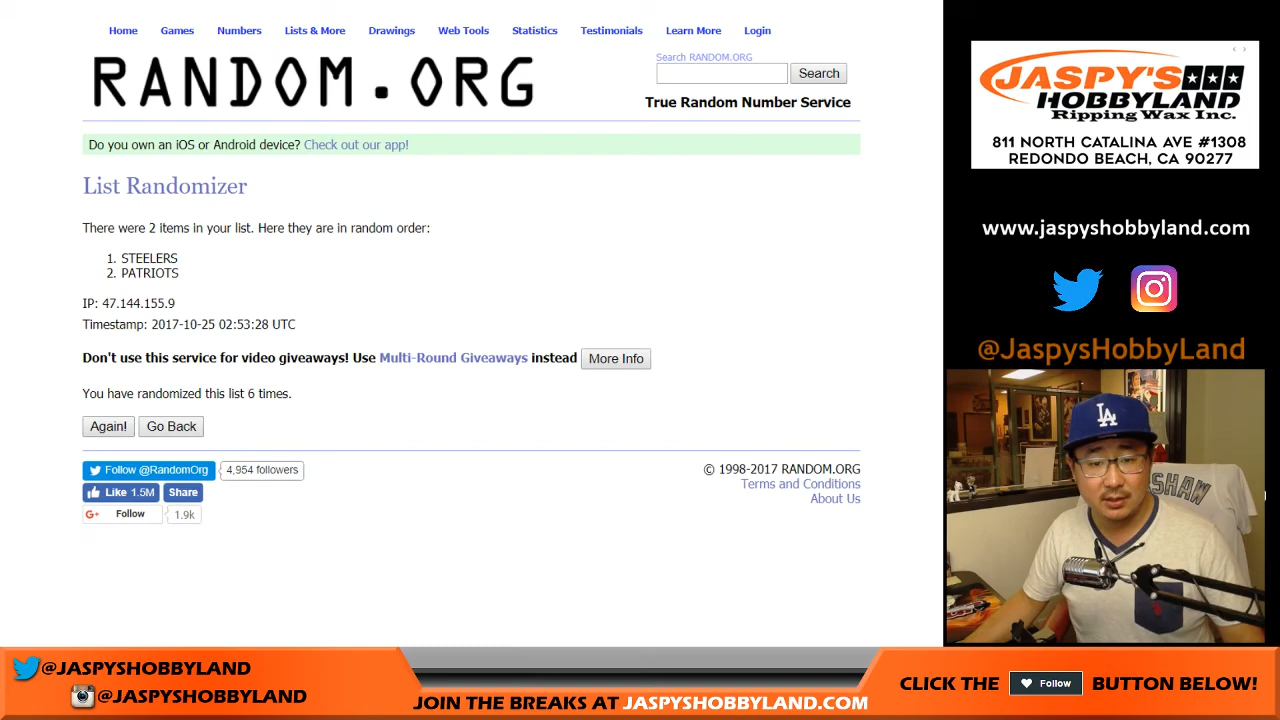 Home Games Numbers Lists & More Drawings Web Tools Statistics Testimonials Learn More Login
RANDOM.ORG
Search RANDOM.ORG
Search
True Random Number Service
Do you own an iOS or Android device? Check out our app!
List Randomizer
There were 2 items in your list. Here they are in random order:
1. STEELERS
2. PATRIOTS
IP: 47.144.155.9
Timestamp: 2017-10-25 02:53:28 UTC
Don't use this service for video giveaways! Use Multi-Round Giveaways instead More Info
You have randomized this list 6 times.
Again! Go Back
Follow @RandomOrg 4,954 followers
Like 1.5M Share
G+ Follow 1.9k
© 1998-2017 RANDOM.ORG
Terms and Conditions
About Us
JASPY'S
HOBBYLAND
Ripping Wax Inc.
811 NORTH CATALINA AVE #1308
REDONDO BEACH, CA 90277
www.jaspyshobbyland.com
@JaspysHobbyLand
LA
ERSHAW
@JASPYSHOBBYLAND
@JASPYSHOBBYLAND
JOIN THE BREAKS AT JASPYSHOBBYLAND.COM
CLICK THE Follow BUTTON BELOW!